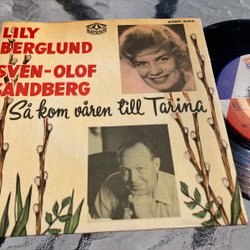 LILY
BERGLUND
SVEN-OLOF
SANDBERG
Så kom våren till Tarina